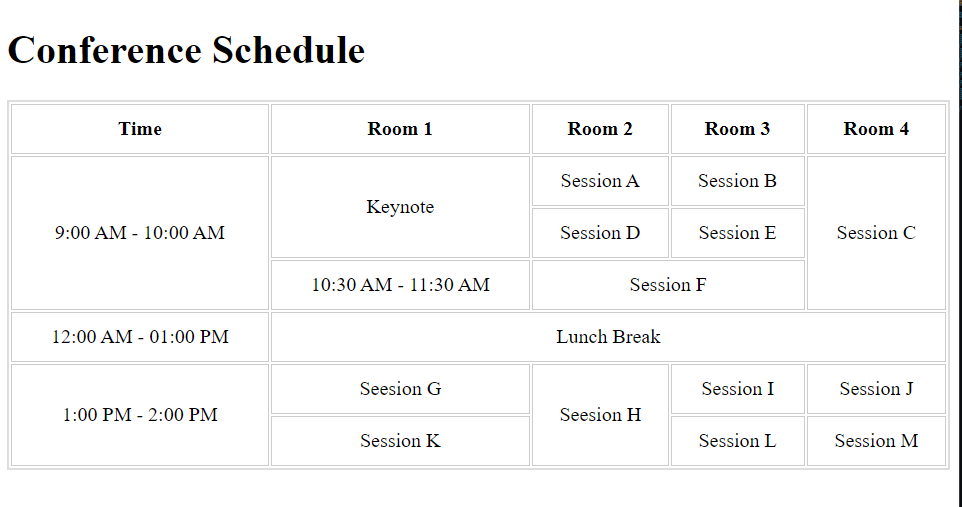 Conference Schedule
Time Room 1 Room 2 Room 3 Room 4
9:00 AM - 10:00 AM Keynote Session A Session B Session C
Session D Session E
10:30 AM - 11:30 AM Session F
12:00 AM - 01:00 PM Lunch Break
1:00 PM - 2:00 PM Seesion G Seesion H Session I Session J
Session K Session L Session M